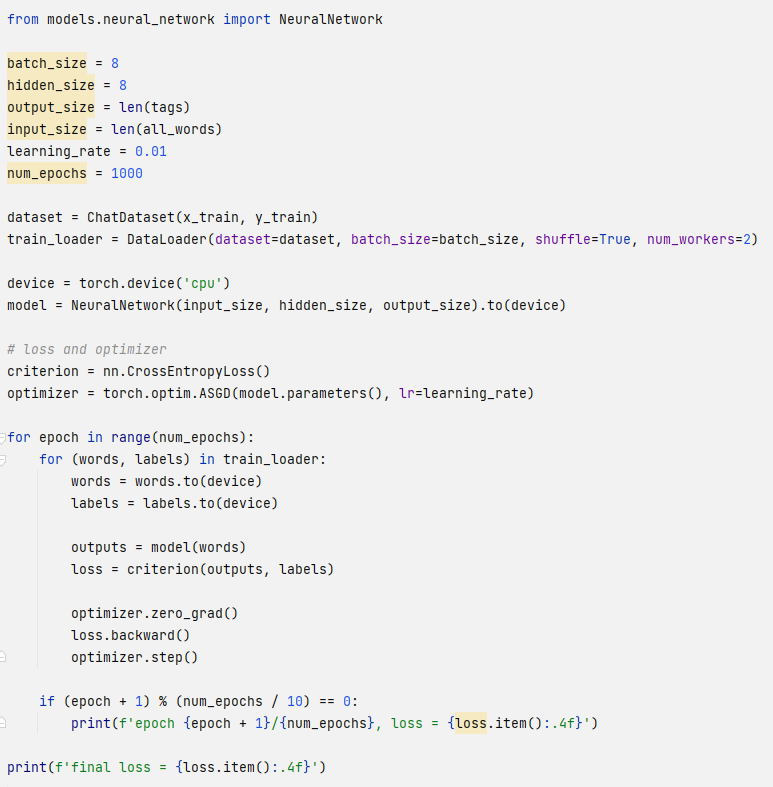 from models.neural_network import NeuralNetwork
batch_size = 8
hidden_size = 8
output_size = len(tags)
input_size = len(all_words)
learning_rate = 0.01
num_epochs = 1000
dataset = ChatDataset(x_train, y_train)
train_loader = DataLoader(dataset=dataset, batch_size=batch_size, shuffle=True, num_workers=2)
device = torch.device('cpu')
model = NeuralNetwork(input_size, hidden_size, output_size).to(device)
# loss and optimizer
criterion = nn.CrossEntropyLoss()
optimizer = torch.optim.ASGD(model.parameters(), lr=learning_rate)
for epoch in range(num_epochs):
    for (words, labels) in train_loader:
        words = words.to(device)
        labels = labels.to(device)
        outputs = model(words)
        loss = criterion(outputs, labels)
        optimizer.zero_grad()
        loss.backward()
        optimizer.step()
    if (epoch + 1) % (num_epochs / 10) == 0:
        print(f'epoch {epoch + 1}/{num_epochs}, loss = {loss.item():.4f}')
print(f'final loss = {loss.item():.4f}')